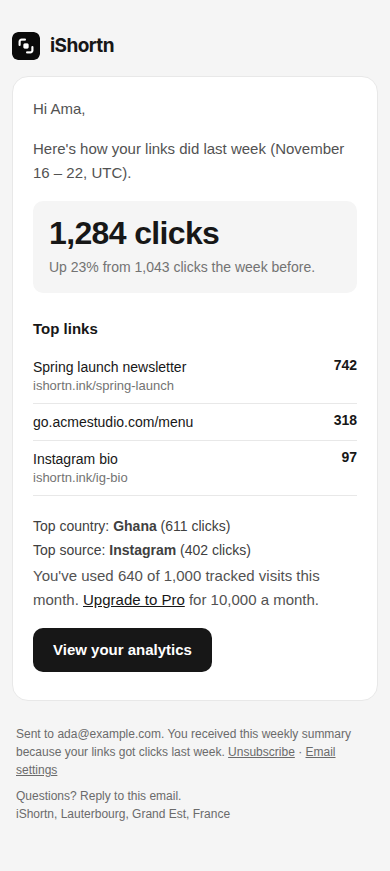 iShortn
Hi Ama,
Here's how your links did last week (November
16 – 22, UTC).
1,284 clicks
Up 23% from 1,043 clicks the week before.
Top links
Spring launch newsletter 742
ishortn.ink/spring-launch
go.acmestudio.com/menu 318
Instagram bio 97
ishortn.ink/ig-bio
Top country: Ghana (611 clicks)
Top source: Instagram (402 clicks)
You've used 640 of 1,000 tracked visits this
month. Upgrade to Pro for 10,000 a month.
View your analytics
Sent to ada@example.com. You received this weekly summary
because your links got clicks last week. Unsubscribe · Email
settings
Questions? Reply to this email.
iShortn, Lauterbourg, Grand Est, France